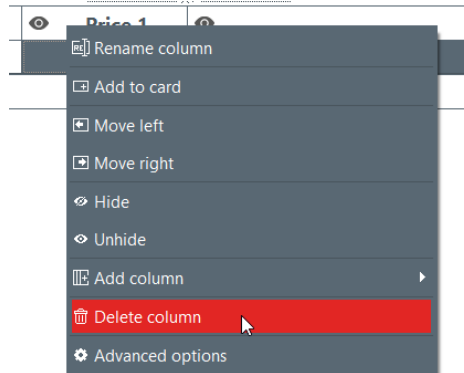 Price 1
Rename column
Add to card
Move left
Move right
Hide
Unhide
Add column
Delete column
Advanced options